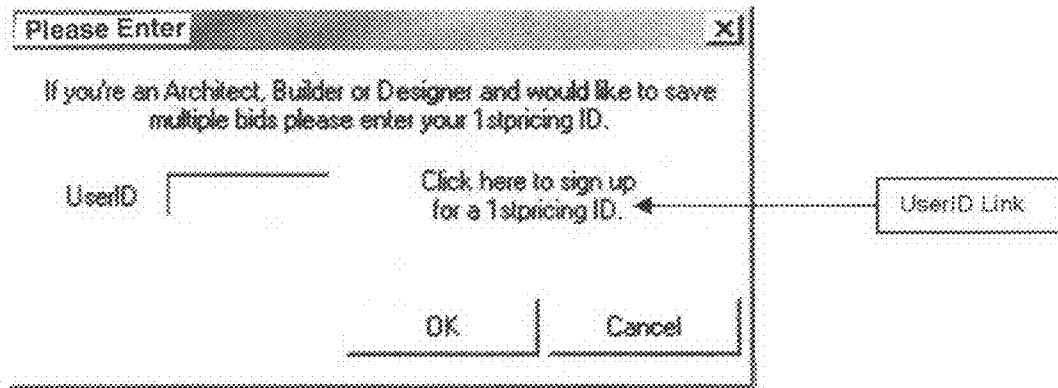 Please Enter
X
If you're an Architect, Builder or Designer and would like to save
multiple bids please enter your 1stpricing ID.
UserID
Click here to sign up
for a 1stpricing ID.
UserID Link
OK
Cancel